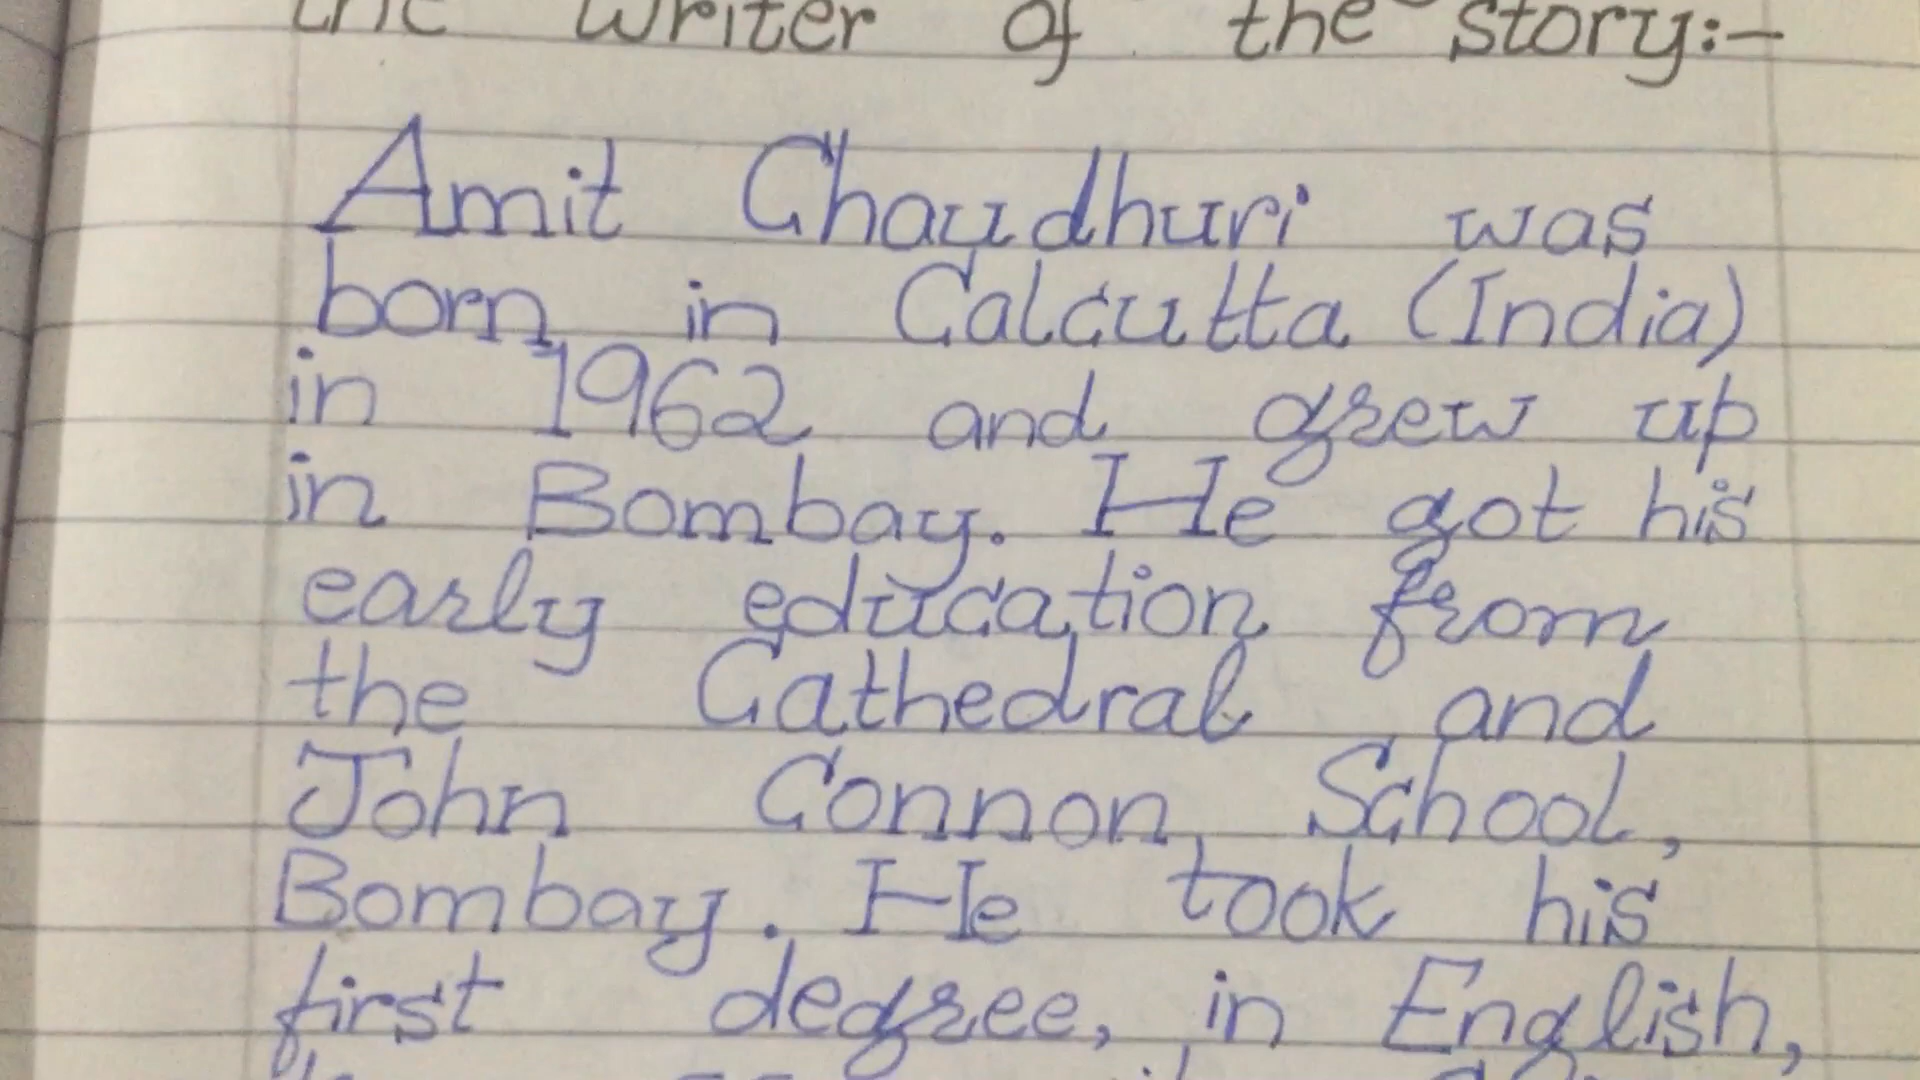 the writer of the story:-
Amit Chaudhuri was
born in Calcutta (India)
in 1962 and grew up
in Bombay. He got his
early education from
the Cathedral and
John Connon School,
Bombay. He took his
first degree, in English,